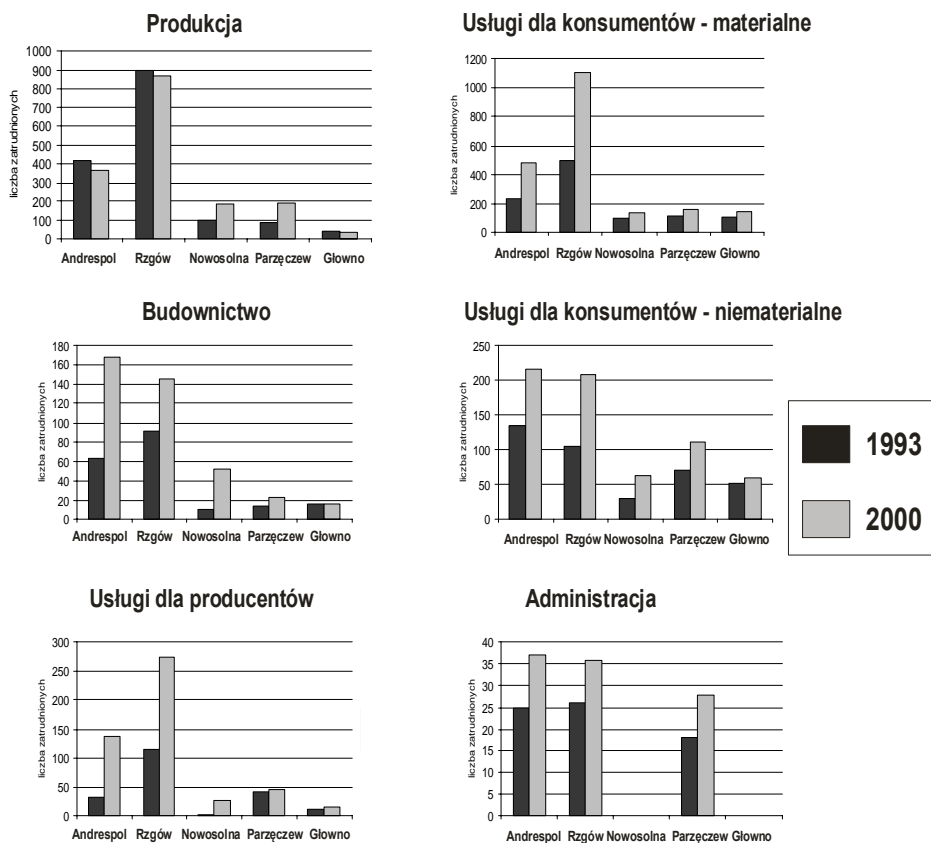 Produkcja
1000
900
800
700
600
500
400
300
200
100
0
liczba zatrudnionych
Andrespol Rzgów Nowosolna Parzęczew Głowno
Usługi dla konsumentów - materialne
1200
1000
800
600
400
200
0
liczba zatrudnionych
Andrespol Rzgów Nowosolna Parzęczew Głowno
Budownictwo
180
160
140
120
100
80
60
40
20
0
liczba zatrudnionych
Andrespol Rzgów Nowosolna Parzęczew Głowno
Usługi dla konsumentów - niematerialne
250
200
150
100
50
0
liczba zatrudnionych
Andrespol Rzgów Nowosolna Parzęczew Głowno
1993
2000
Usługi dla producentów
300
250
200
150
100
50
0
liczba zatrudnionych
Andrespol Rzgów Nowosolna Parzęczew Głowno
Administracja
40
35
30
25
20
15
10
5
0
liczba zatrudnionych
Andrespol Rzgów Nowosolna Parzęczew Głowno